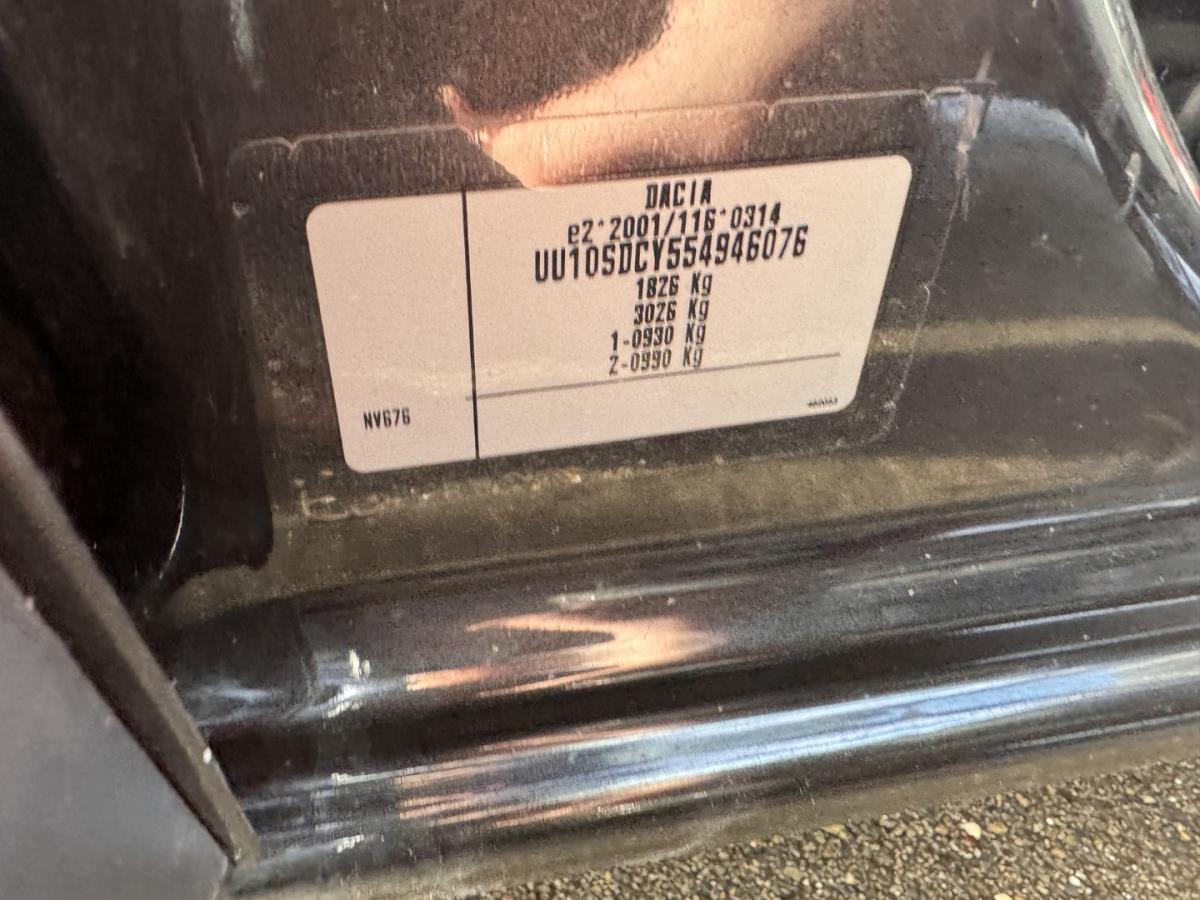 DACIA
e2*2001/116*0314
UU10SDCY554946076
1826 Kg
3026 Kg
1-0930 Kg
2-0990 Kg
NV676